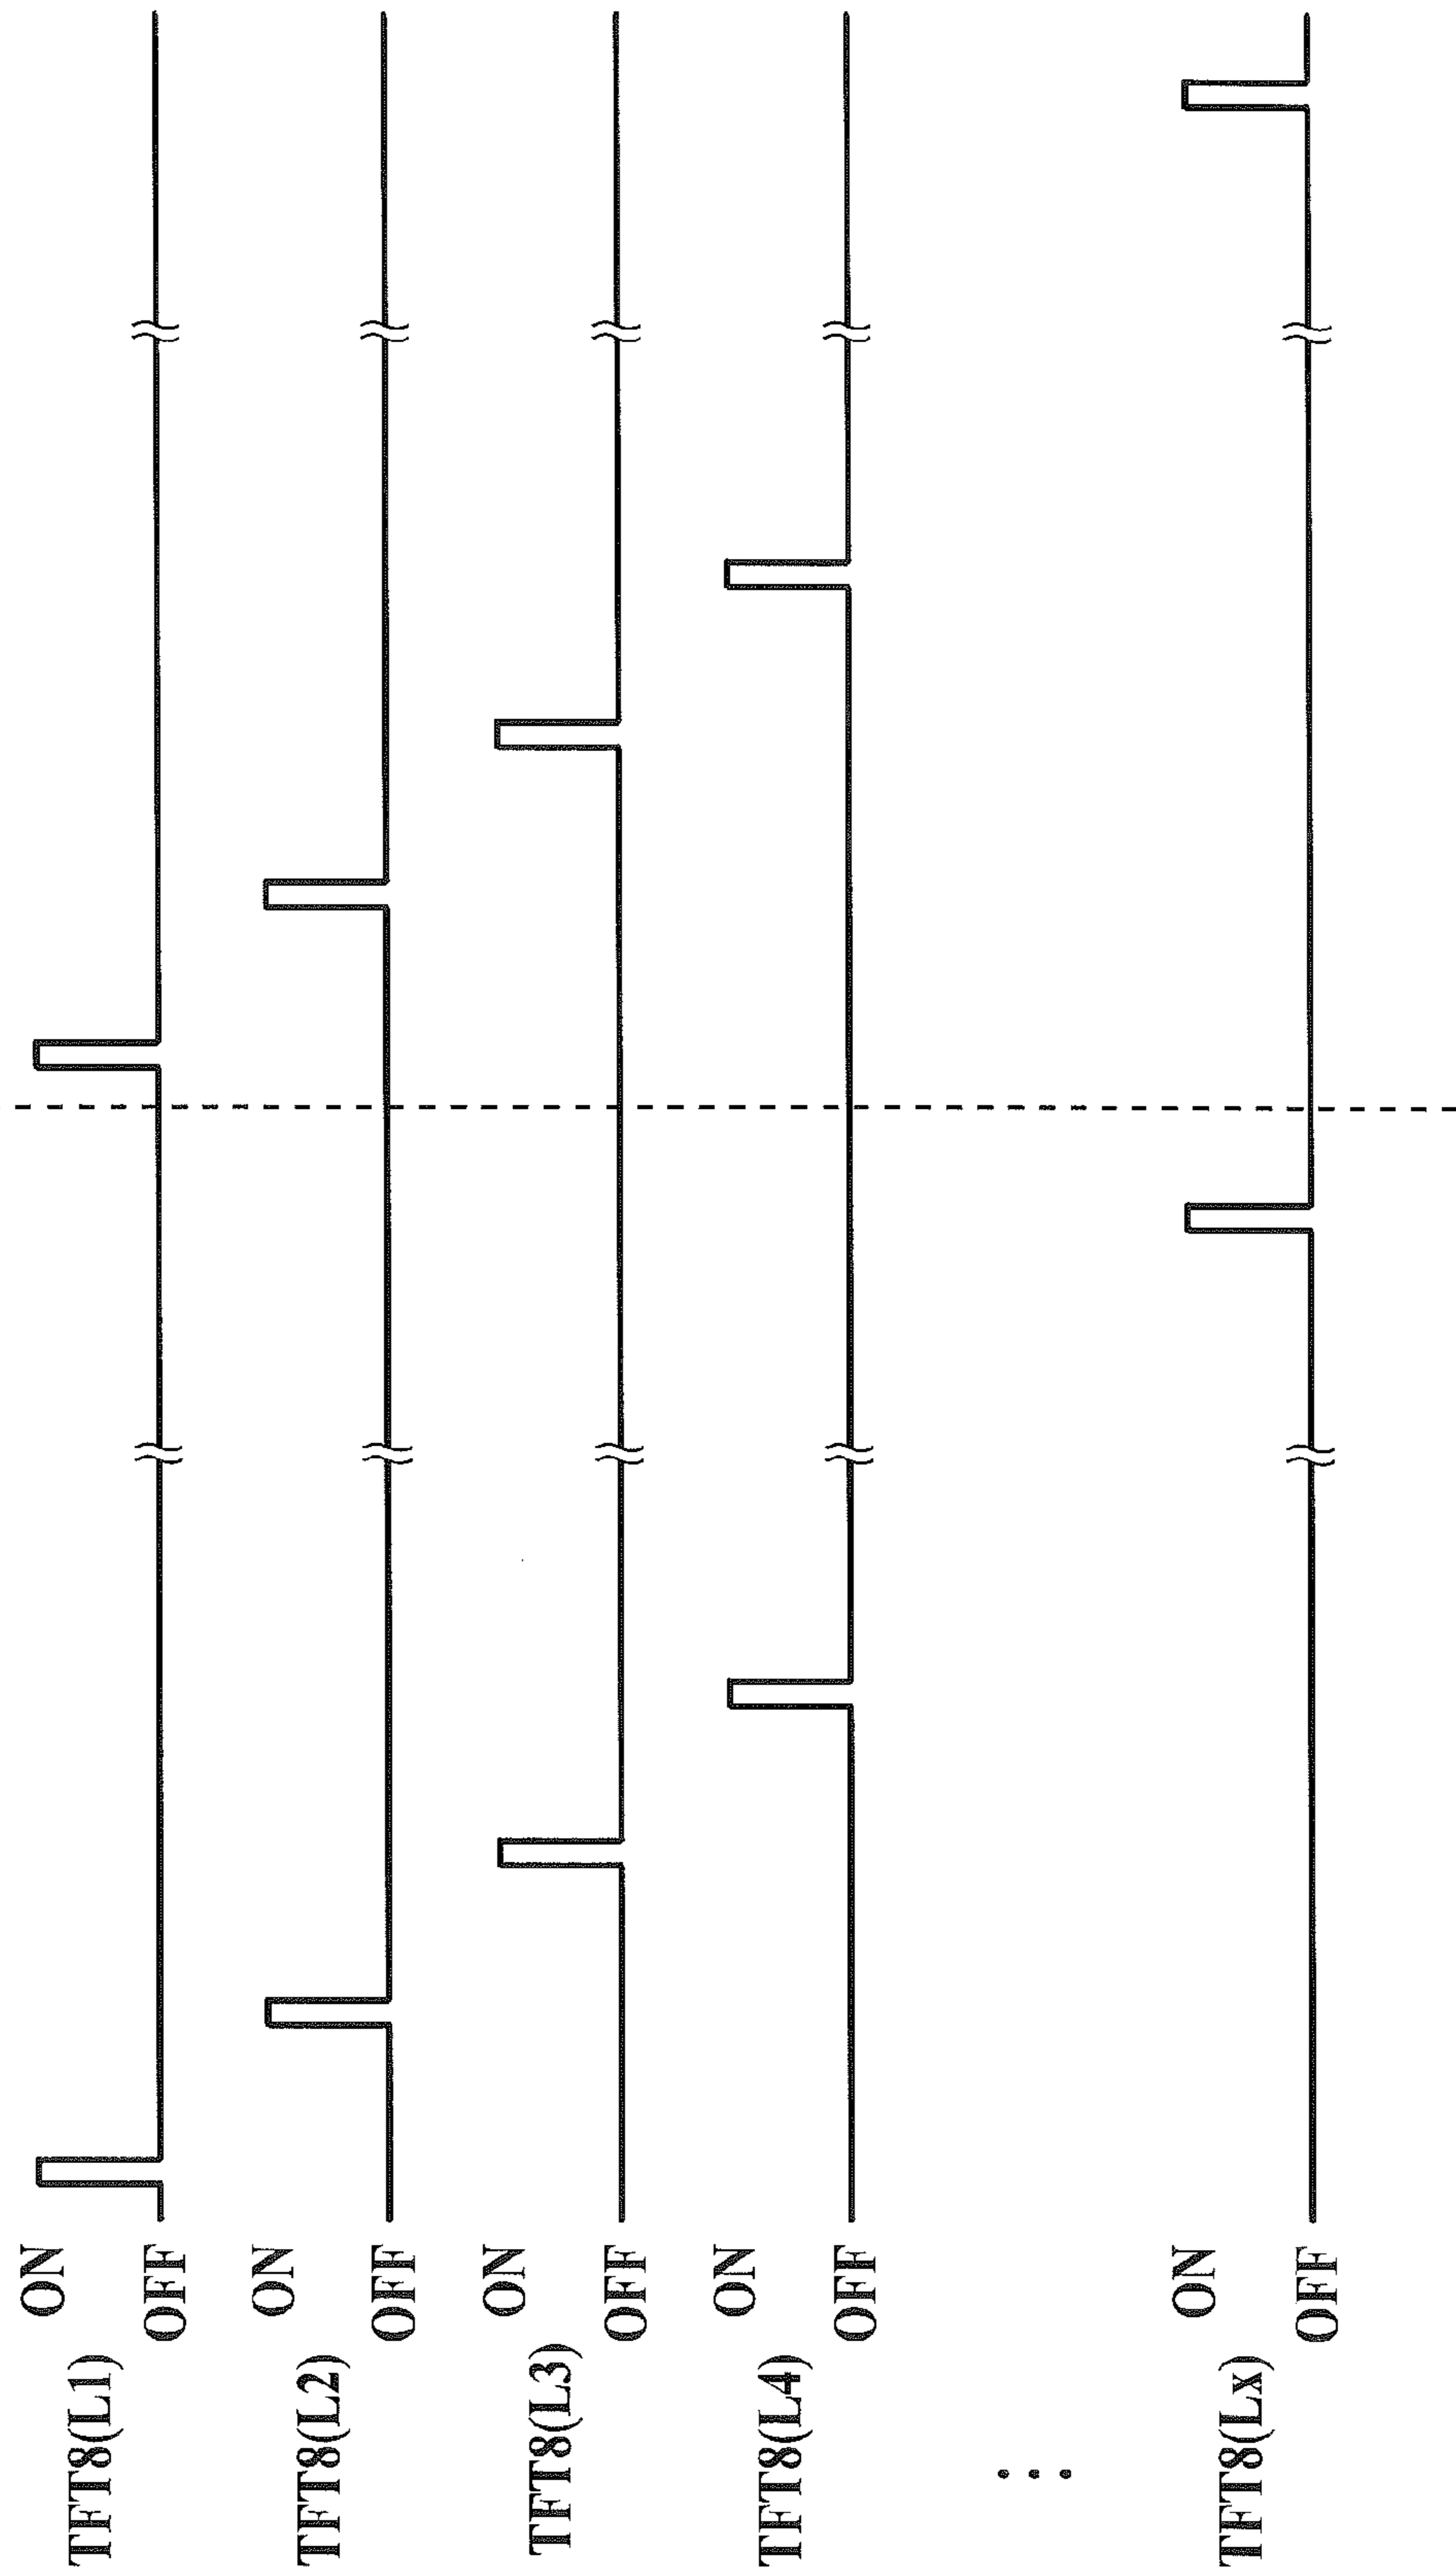 TFT8(L1)
ON
OFF
TFT8(L2)
ON
OFF
TFT8(L3)
ON
OFF
TFT8(L4)
ON
OFF
...
TFT8(Lx)
ON
OFF